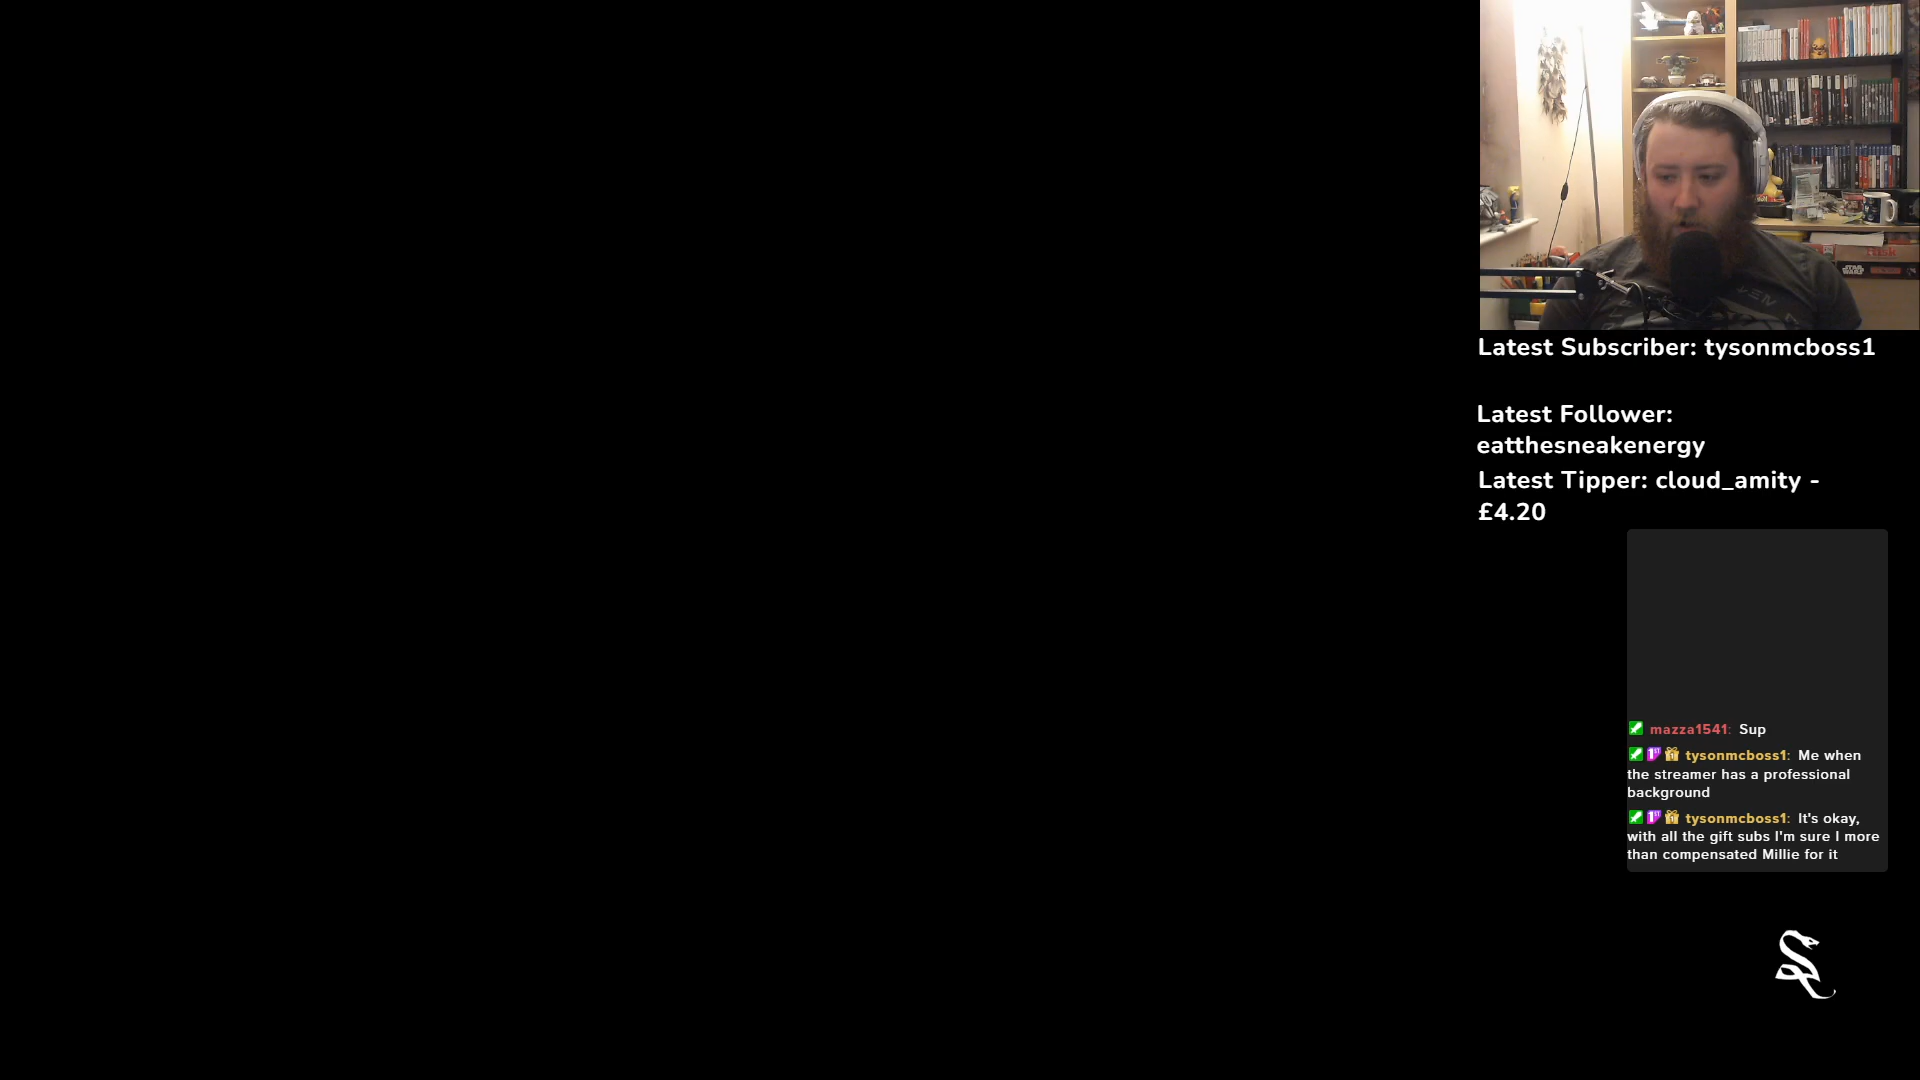 Latest Subscriber: tysonmcboss1
Latest Follower:
eatthesneakenergy
Latest Tipper: cloud_amity -
£4.20
mazza1541: Sup
tysonmcboss1: Me when
the streamer has a professional
background
tysonmcboss1: It's okay,
with all the gift subs I'm sure I more
than compensated Millie for it